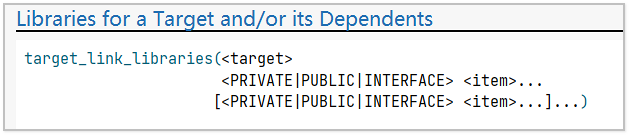 Libraries for a Target and/or its Dependents
target_link_libraries(<target>
<PRIVATE|PUBLIC|INTERFACE> <item>...
[<PRIVATE|PUBLIC|INTERFACE> <item>...]...)